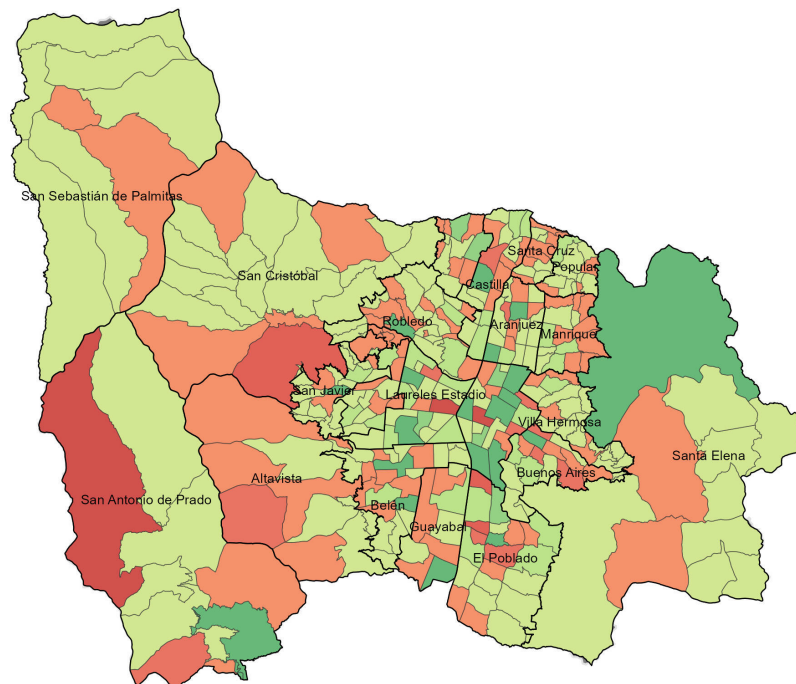 San Sebastián de Palmitas
San Cristóbal
Santa Cruz
Popular
Castilla
Robledo
Aranjuez
Manrique
San Javier
Laureles Estadio
Villa Hermosa
Santa Elena
Buenos Aires
Altavista
San Antonio de Prado
Belén
Guayabal
El Poblado